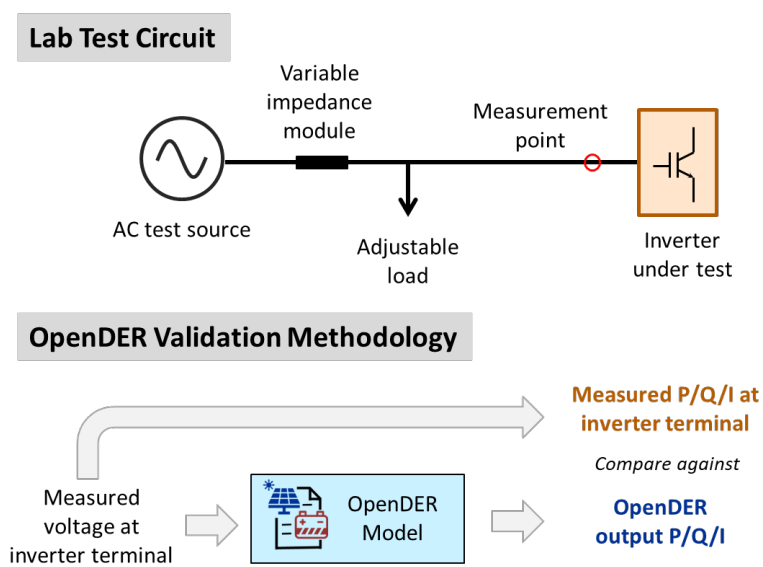 Lab Test Circuit
Variable
impedance
module
Measurement
point
AC test source
Adjustable
load
Inverter
under test
OpenDER Validation Methodology
Measured P/Q/I at
inverter terminal
Compare against
Measured
voltage at
inverter terminal
OpenDER
Model
OpenDER
output P/Q/I